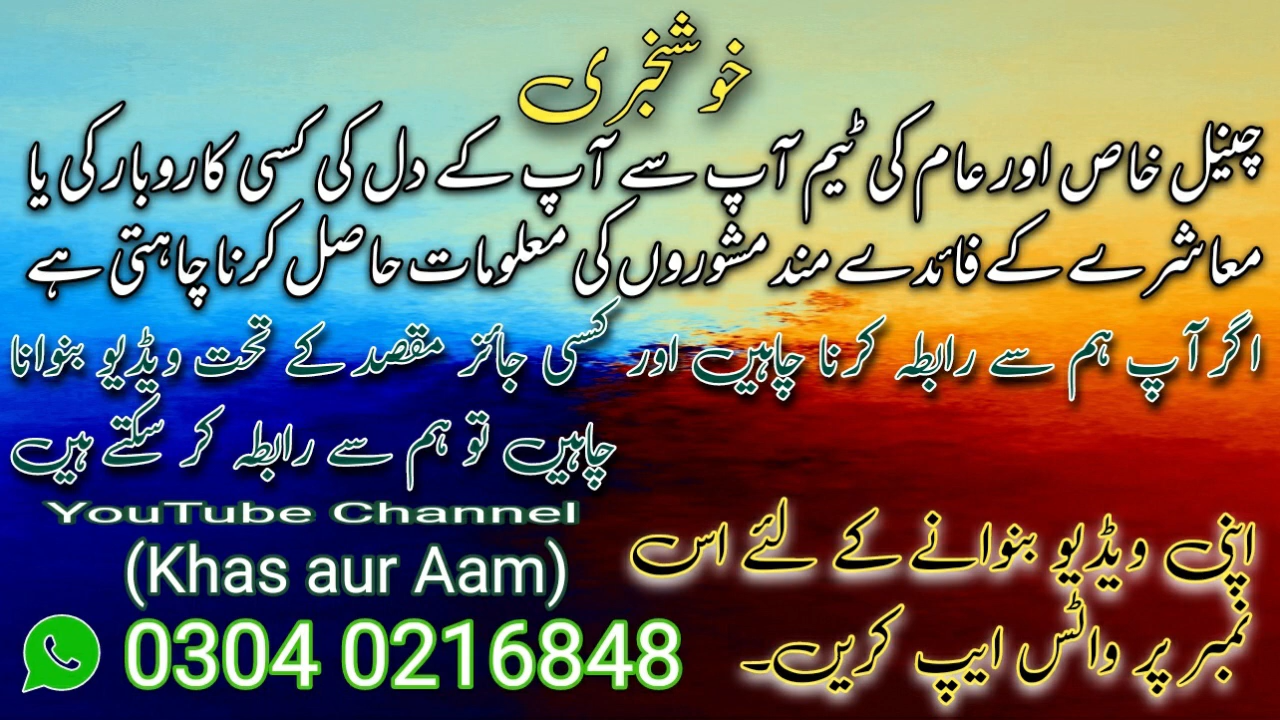 خوشخبری
چینل خاص اور عام کی ٹیم آپ سے آپ کے دل کی کسی کاروبار کی یا
معاشرے کے فائدے مند مشوروں کی معلومات حاصل کرنا چاہتی ہے
اگر آپ ہم سے رابطہ کرنا چاہیں اور کسی جائز مقصد کے تحت ویڈیو بنوانا
چاہیں تو ہم سے رابطہ کر سکتے ہیں
YouTube Channel
(Khas aur Aam)
0304 0216848
اپنی ویڈیو بنوانے کے لئے اس
نمبر پر واٹس ایپ کریں۔